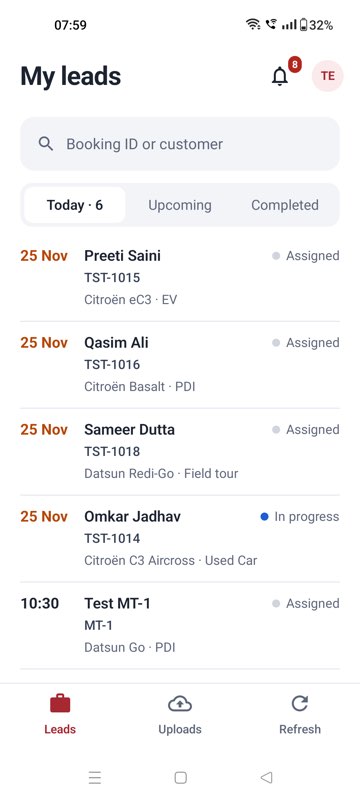 07:59
32%
My leads
8
TE
Booking ID or customer
Today · 6
Upcoming
Completed
25 Nov
Preeti Saini
Assigned
TST-1015
Citroën eC3 · EV
25 Nov
Qasim Ali
Assigned
TST-1016
Citroën Basalt · PDI
25 Nov
Sameer Dutta
Assigned
TST-1018
Datsun Redi-Go · Field tour
25 Nov
Omkar Jadhav
In progress
TST-1014
Citroën C3 Aircross · Used Car
10:30
Test MT-1
Assigned
MT-1
Datsun Go · PDI
Leads
Uploads
Refresh